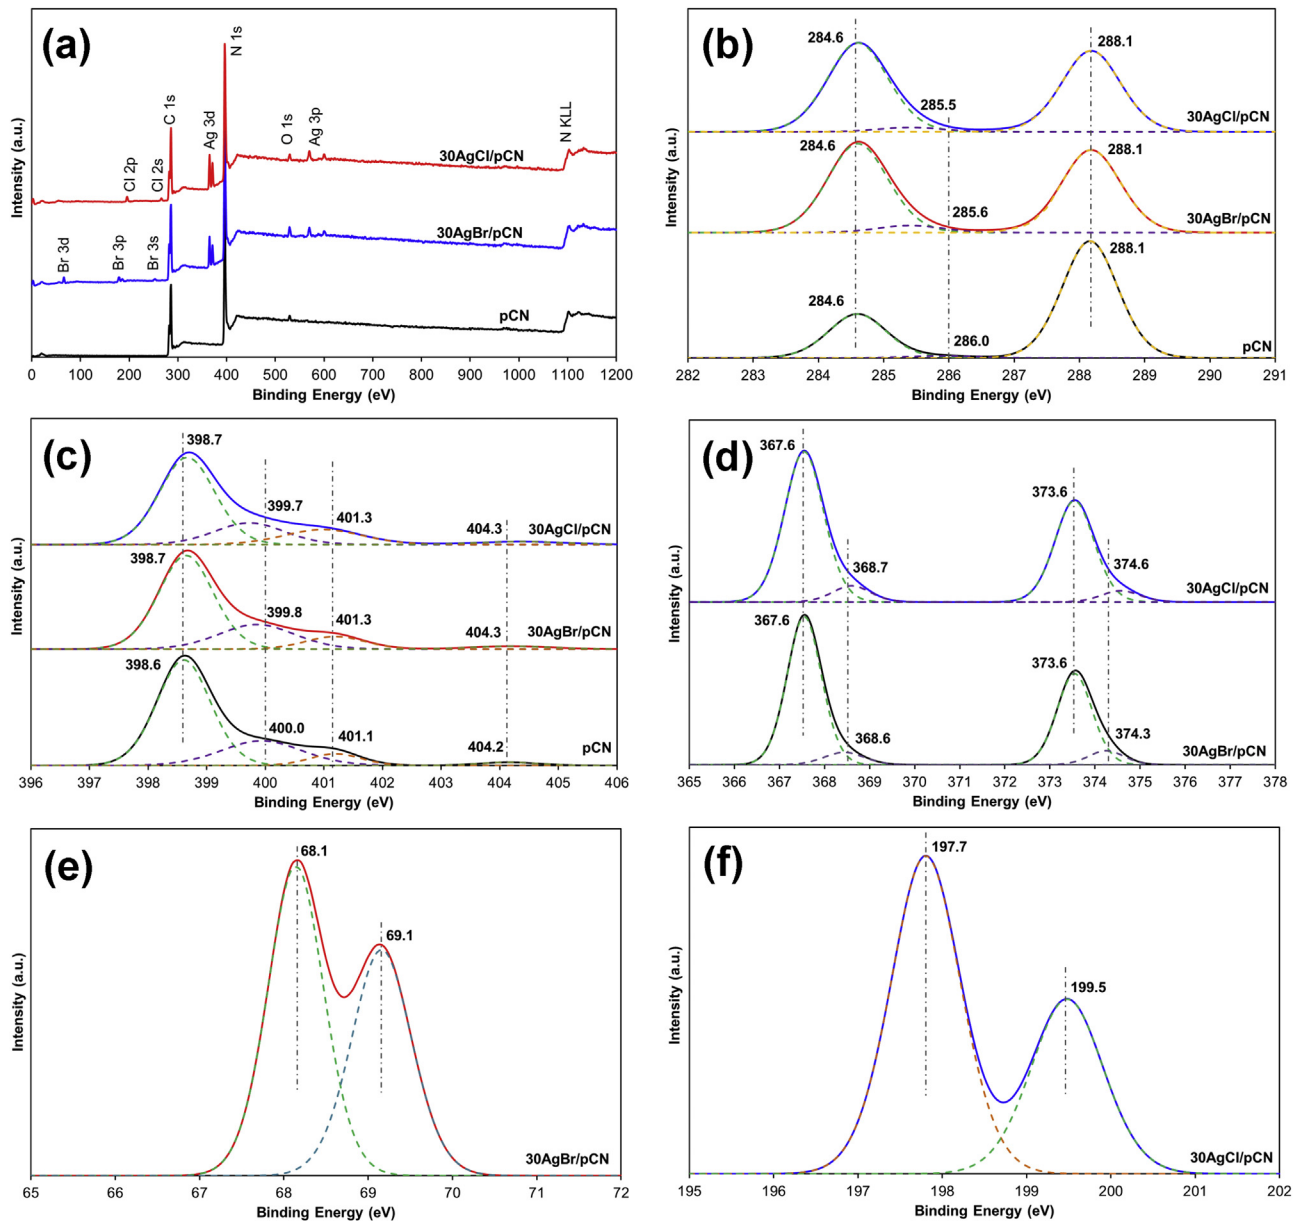 (a)
Intensity (a.u.)
Br 3d
Br 3p
Cl 2p
Br 3s
Cl 2s
C 1s
Ag 3d
N 1s
O 1s
Ag 3p
N KLL
30AgCl/pCN
30AgBr/pCN
pCN
0 100 200 300 400 500 600 700 800 900 1000 1100 1200
Binding Energy (eV)
(b)
Intensity (a.u.)
284.6
288.1
285.5
30AgCl/pCN
284.6
288.1
285.6
30AgBr/pCN
288.1
284.6
286.0
pCN
282 283 284 285 286 287 288 289 290 291
Binding Energy (eV)
(c)
Intensity (a.u.)
398.7
399.7
401.3
404.3
30AgCl/pCN
398.7
399.8
401.3
404.3
30AgBr/pCN
398.6
400.0
401.1
404.2
pCN
396 397 398 399 400 401 402 403 404 405 406
Binding Energy (eV)
(d)
Intensity (a.u.)
367.6
373.6
368.7
374.6
30AgCl/pCN
367.6
373.6
368.6
374.3
30AgBr/pCN
365 366 367 368 369 370 371 372 373 374 375 376 377 378
Binding Energy (eV)
(e)
Intensity (a.u.)
68.1
69.1
30AgBr/pCN
65 66 67 68 69 70 71 72
Binding Energy (eV)
(f)
Intensity (a.u.)
197.7
199.5
30AgCl/pCN
195 196 197 198 199 200 201 202
Binding Energy (eV)